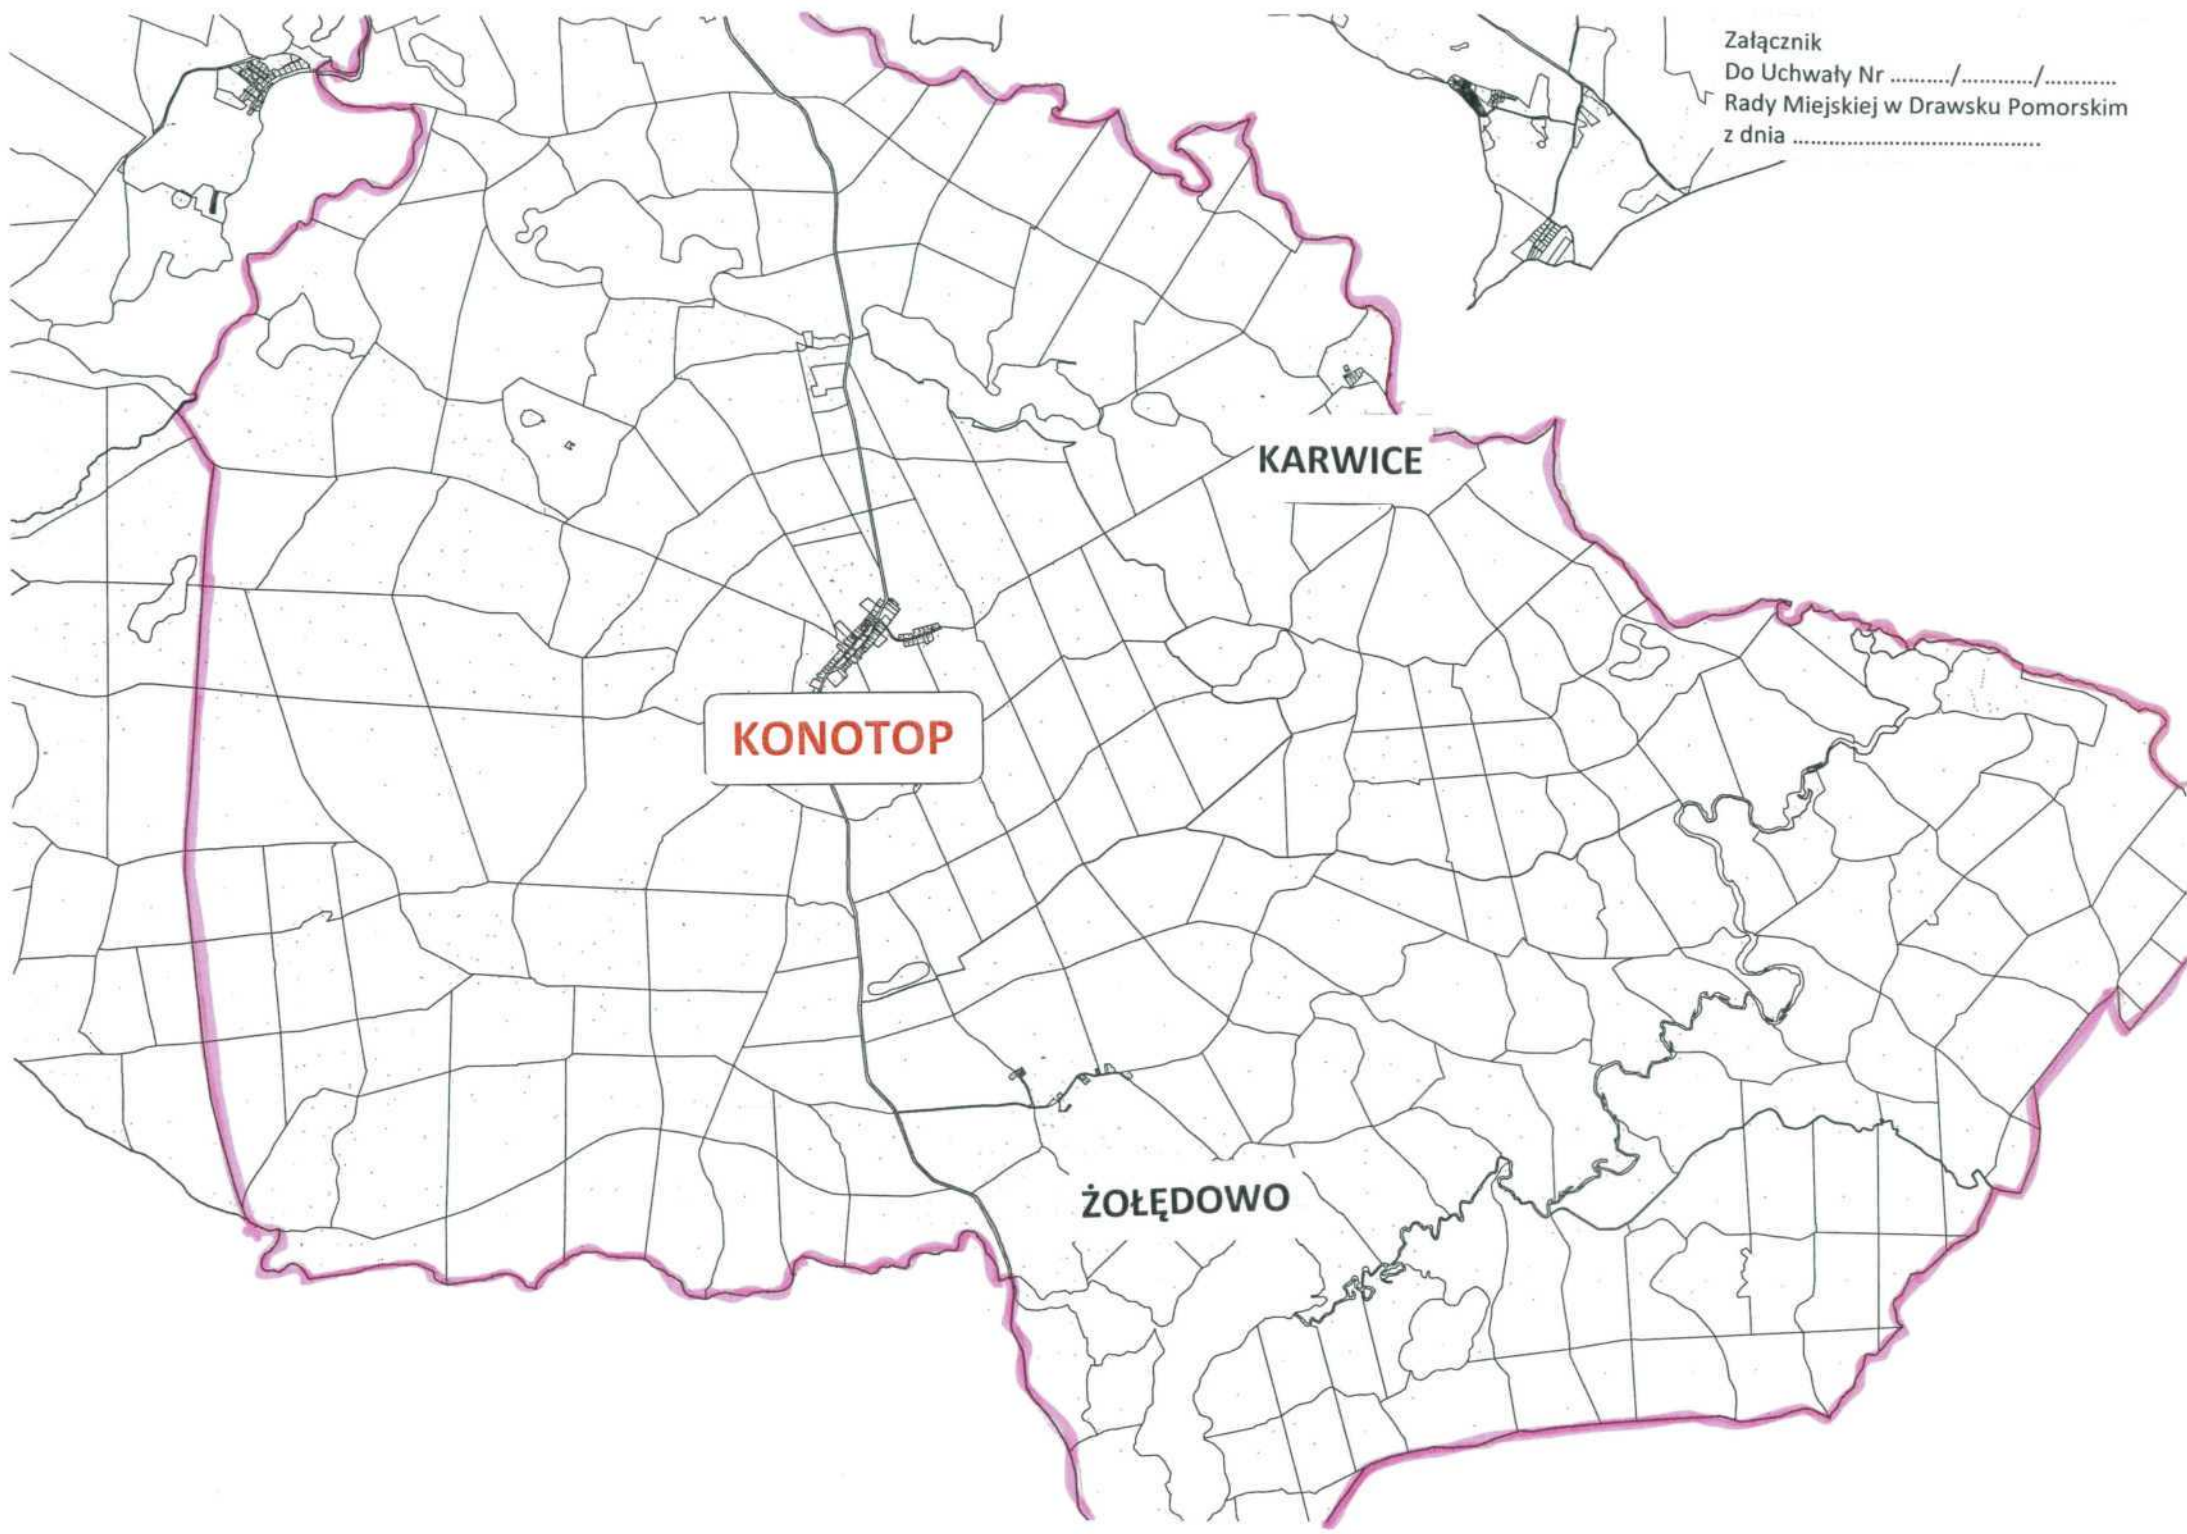 Załącznik
Do Uchwały Nr ........../............/............
Rady Miejskiej w Drawsku Pomorskim
z dnia ..........................................
KARWICE
KONOTOP
ŻOŁĘDOWO